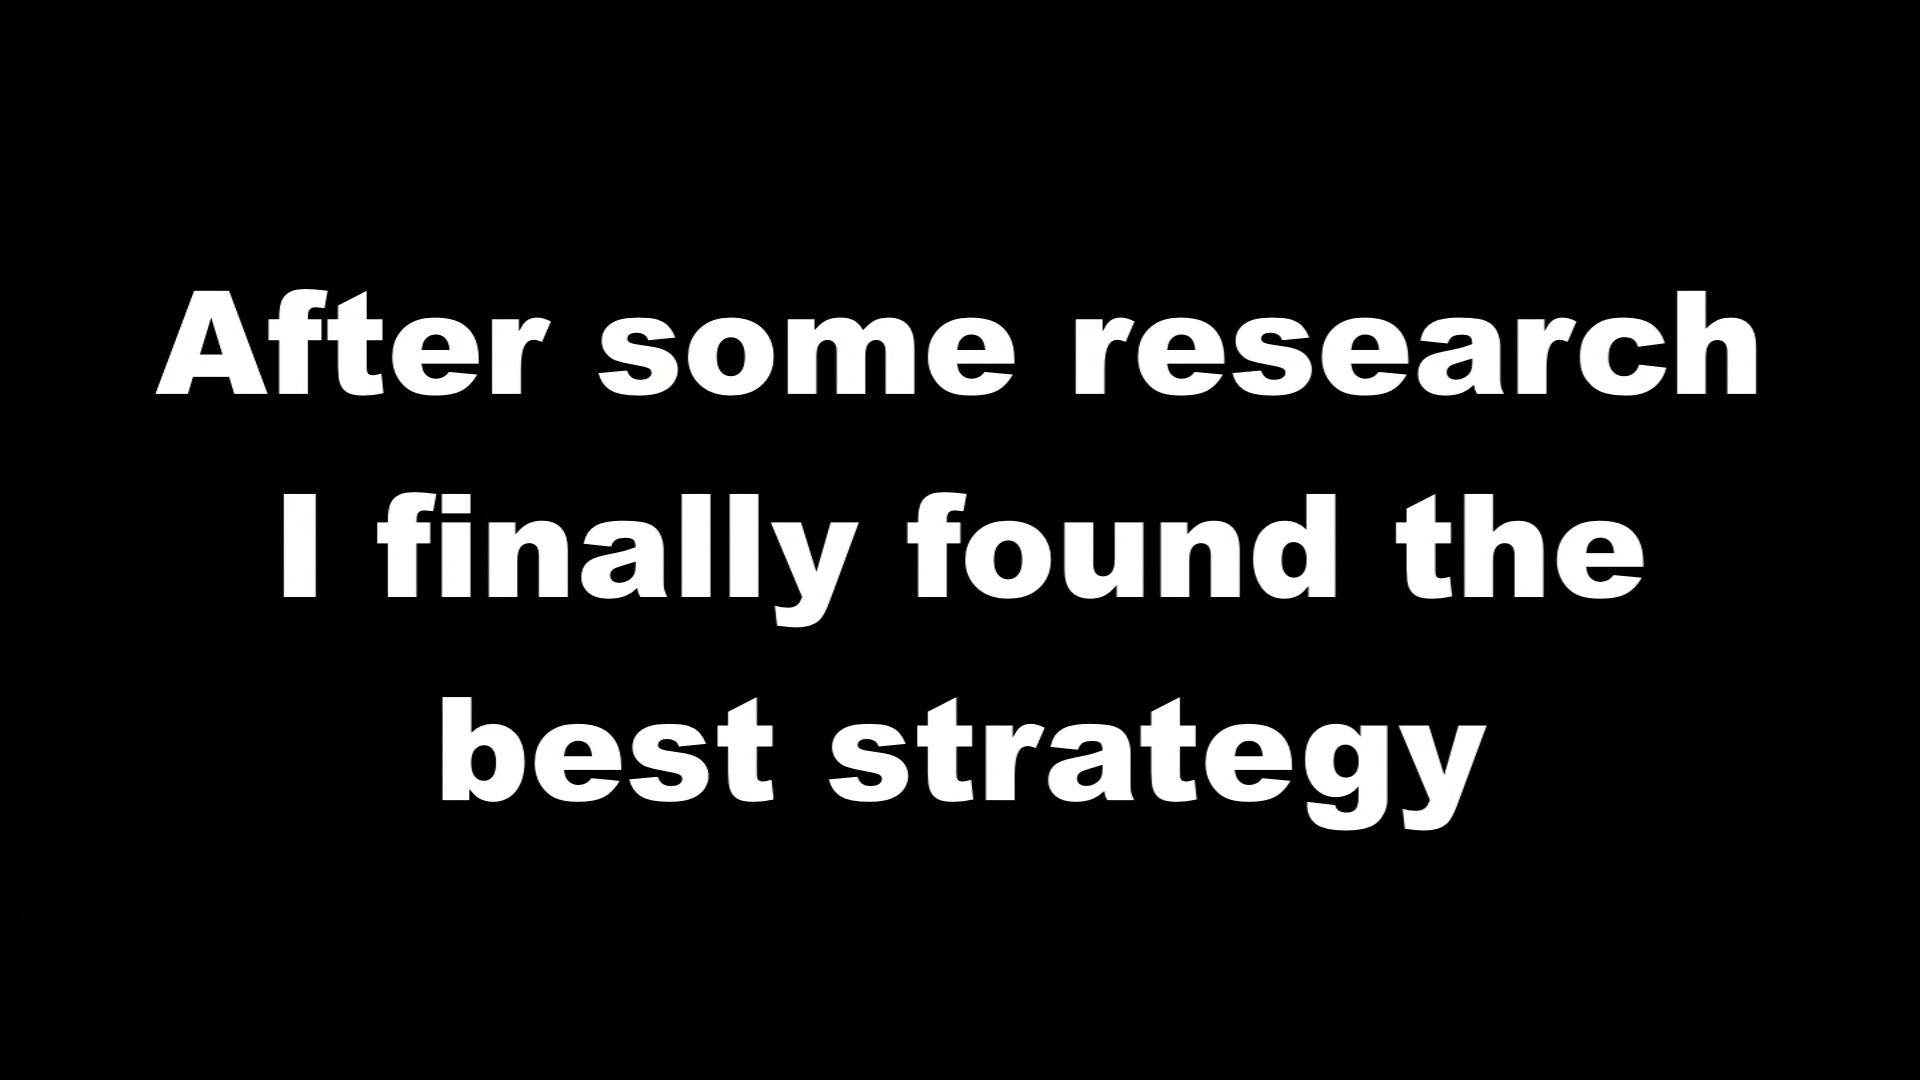 After some research
I finally found the
best strategy